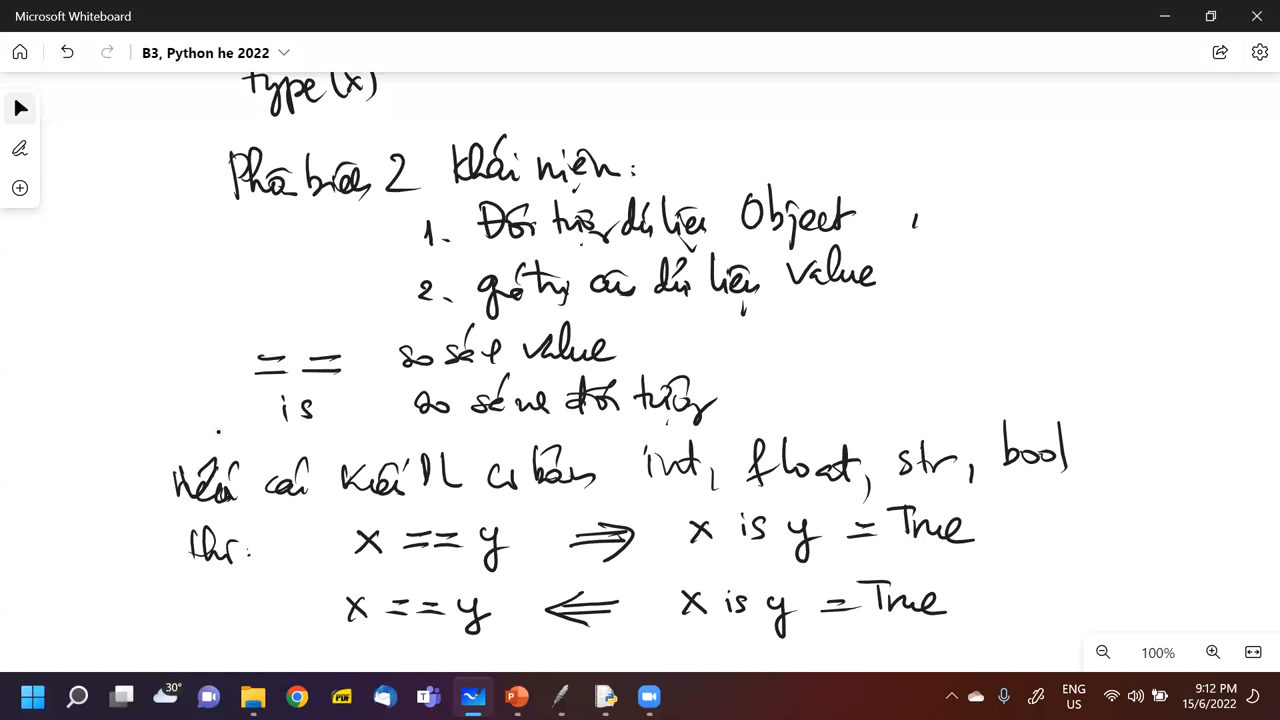 Microsoft Whiteboard
B3, Python he 2022
type(x)
Phân biệt 2 khái niệm:
1. Đối tượng dữ liệu Object
2. giá trị của dữ liệu value
== so sánh value
is so sánh đối tượng
Nếu các kiểu DL cơ bản int, float, str, bool
thì: x == y ⇒ x is y = True
x == y ⇐ x is y = True
100%
30°
ENG
US
9:12 PM
15/6/2022